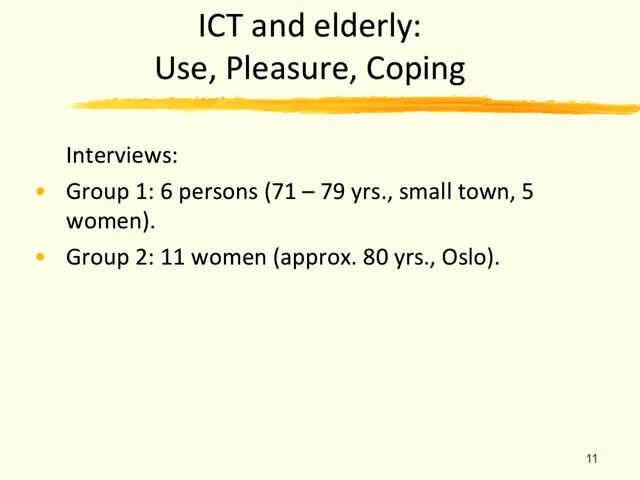 ICT and elderly:
Use, Pleasure, Coping
Interviews:
• Group 1: 6 persons (71 – 79 yrs., small town, 5
women).
• Group 2: 11 women (approx. 80 yrs., Oslo).
11